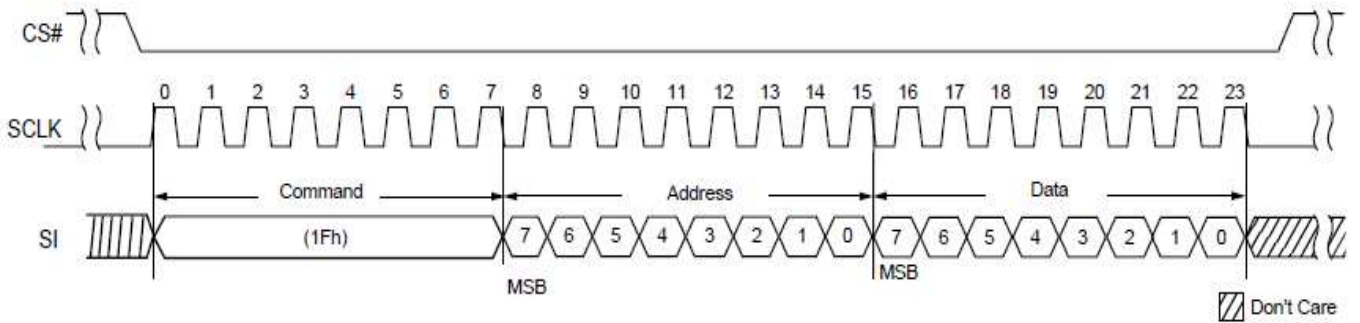 CS#
0 1 2 3 4 5 6 7 8 9 10 11 12 13 14 15 16 17 18 19 20 21 22 23
SCLK
Command Address Data
SI (1Fh) 7 6 5 4 3 2 1 0 7 6 5 4 3 2 1 0
MSB MSB
Don't Care